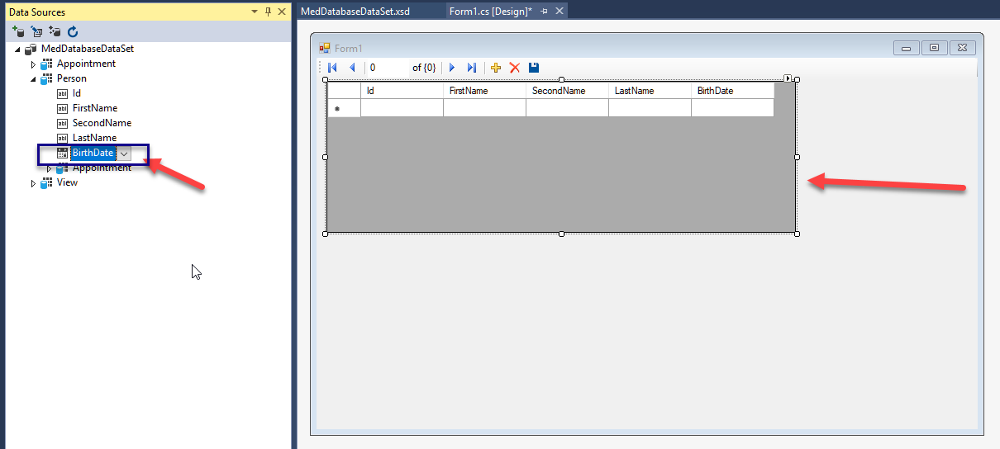 Data Sources
MedDatabaseDataSet
Appointment
Person
Id
FirstName
SecondName
LastName
BirthDate
Appointment
View
MedDatabaseDataSet.xsd
Form1.cs [Design]*
Form1
0 of {0}
Id FirstName SecondName LastName BirthDate